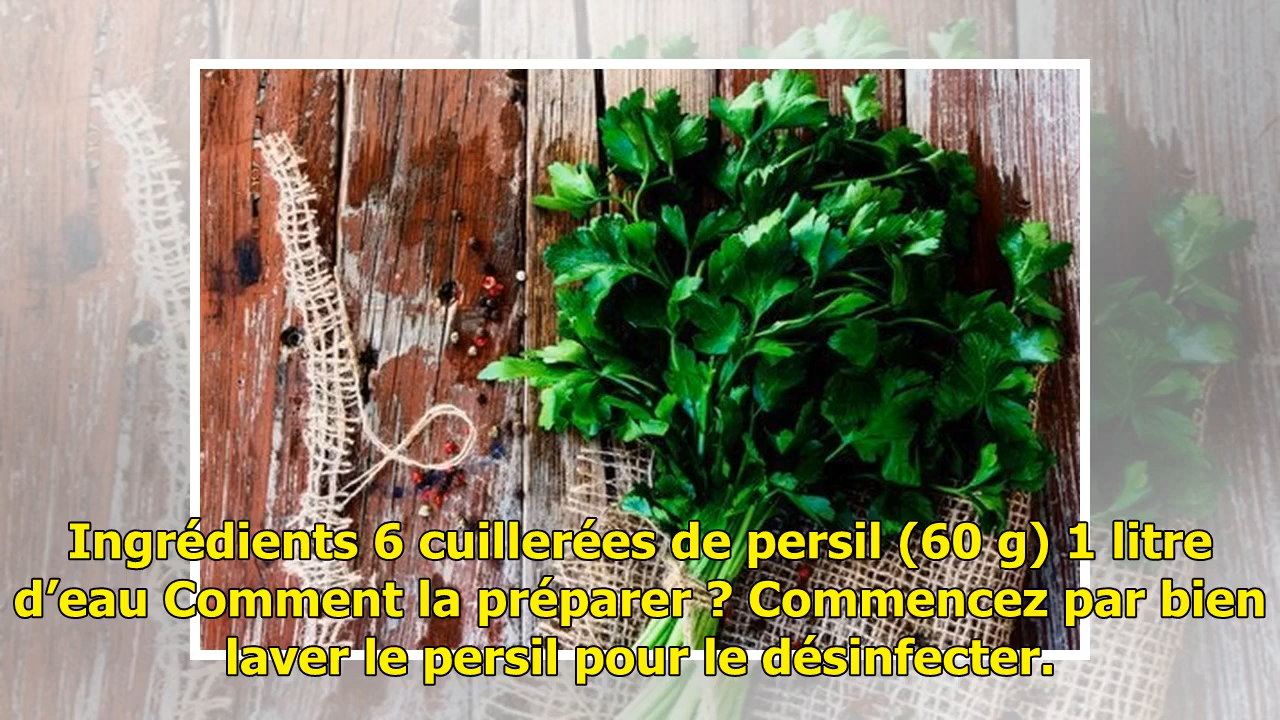 Ingrédients 6 cuillerées de persil (60 g) 1 litre
d’eau Comment la préparer ? Commencez par bien
laver le persil pour le désinfecter.